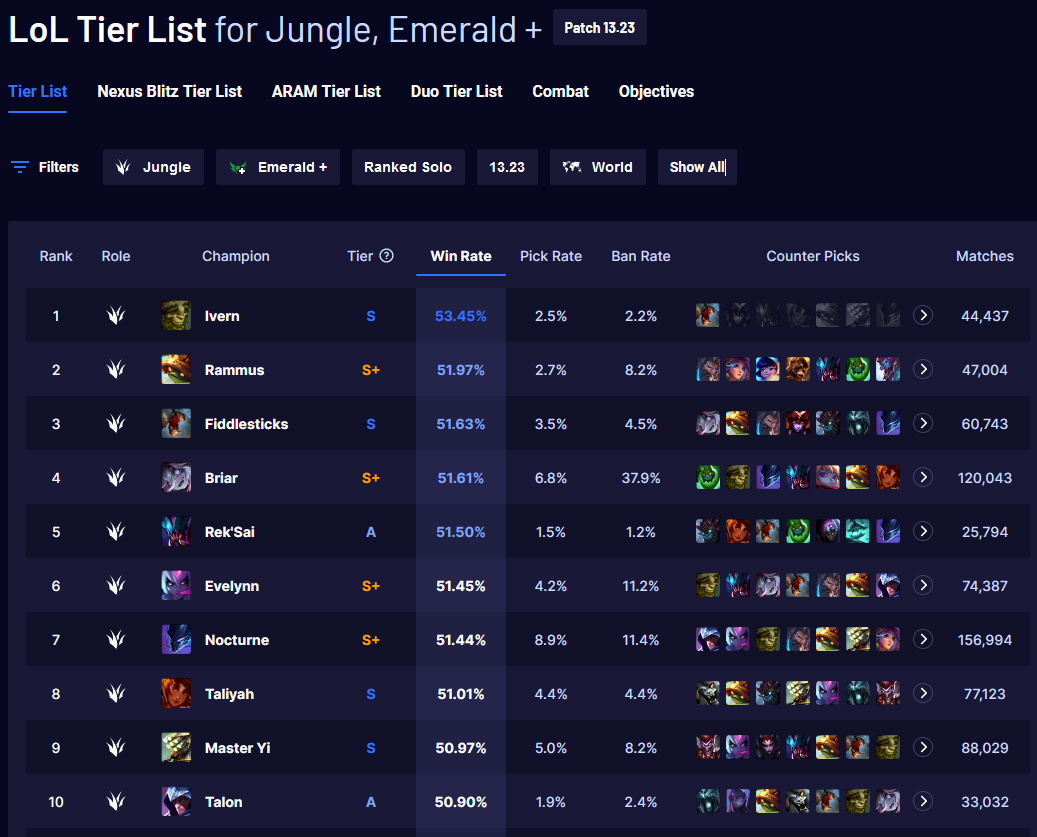 LoL Tier List for Jungle, Emerald + Patch 13.23
Tier List Nexus Blitz Tier List ARAM Tier List Duo Tier List Combat Objectives
Filters Jungle Emerald + Ranked Solo 13.23 World Show All
Rank Role Champion Tier ? Win Rate Pick Rate Ban Rate Counter Picks Matches
1 Ivern S 53.45% 2.5% 2.2% 44,437
2 Rammus S+ 51.97% 2.7% 8.2% 47,004
3 Fiddlesticks S 51.63% 3.5% 4.5% 60,743
4 Briar S+ 51.61% 6.8% 37.9% 120,043
5 Rek'Sai A 51.50% 1.5% 1.2% 25,794
6 Evelynn S+ 51.45% 4.2% 11.2% 74,387
7 Nocturne S+ 51.44% 8.9% 11.4% 156,994
8 Taliyah S 51.01% 4.4% 4.4% 77,123
9 Master Yi S 50.97% 5.0% 8.2% 88,029
10 Talon A 50.90% 1.9% 2.4% 33,032